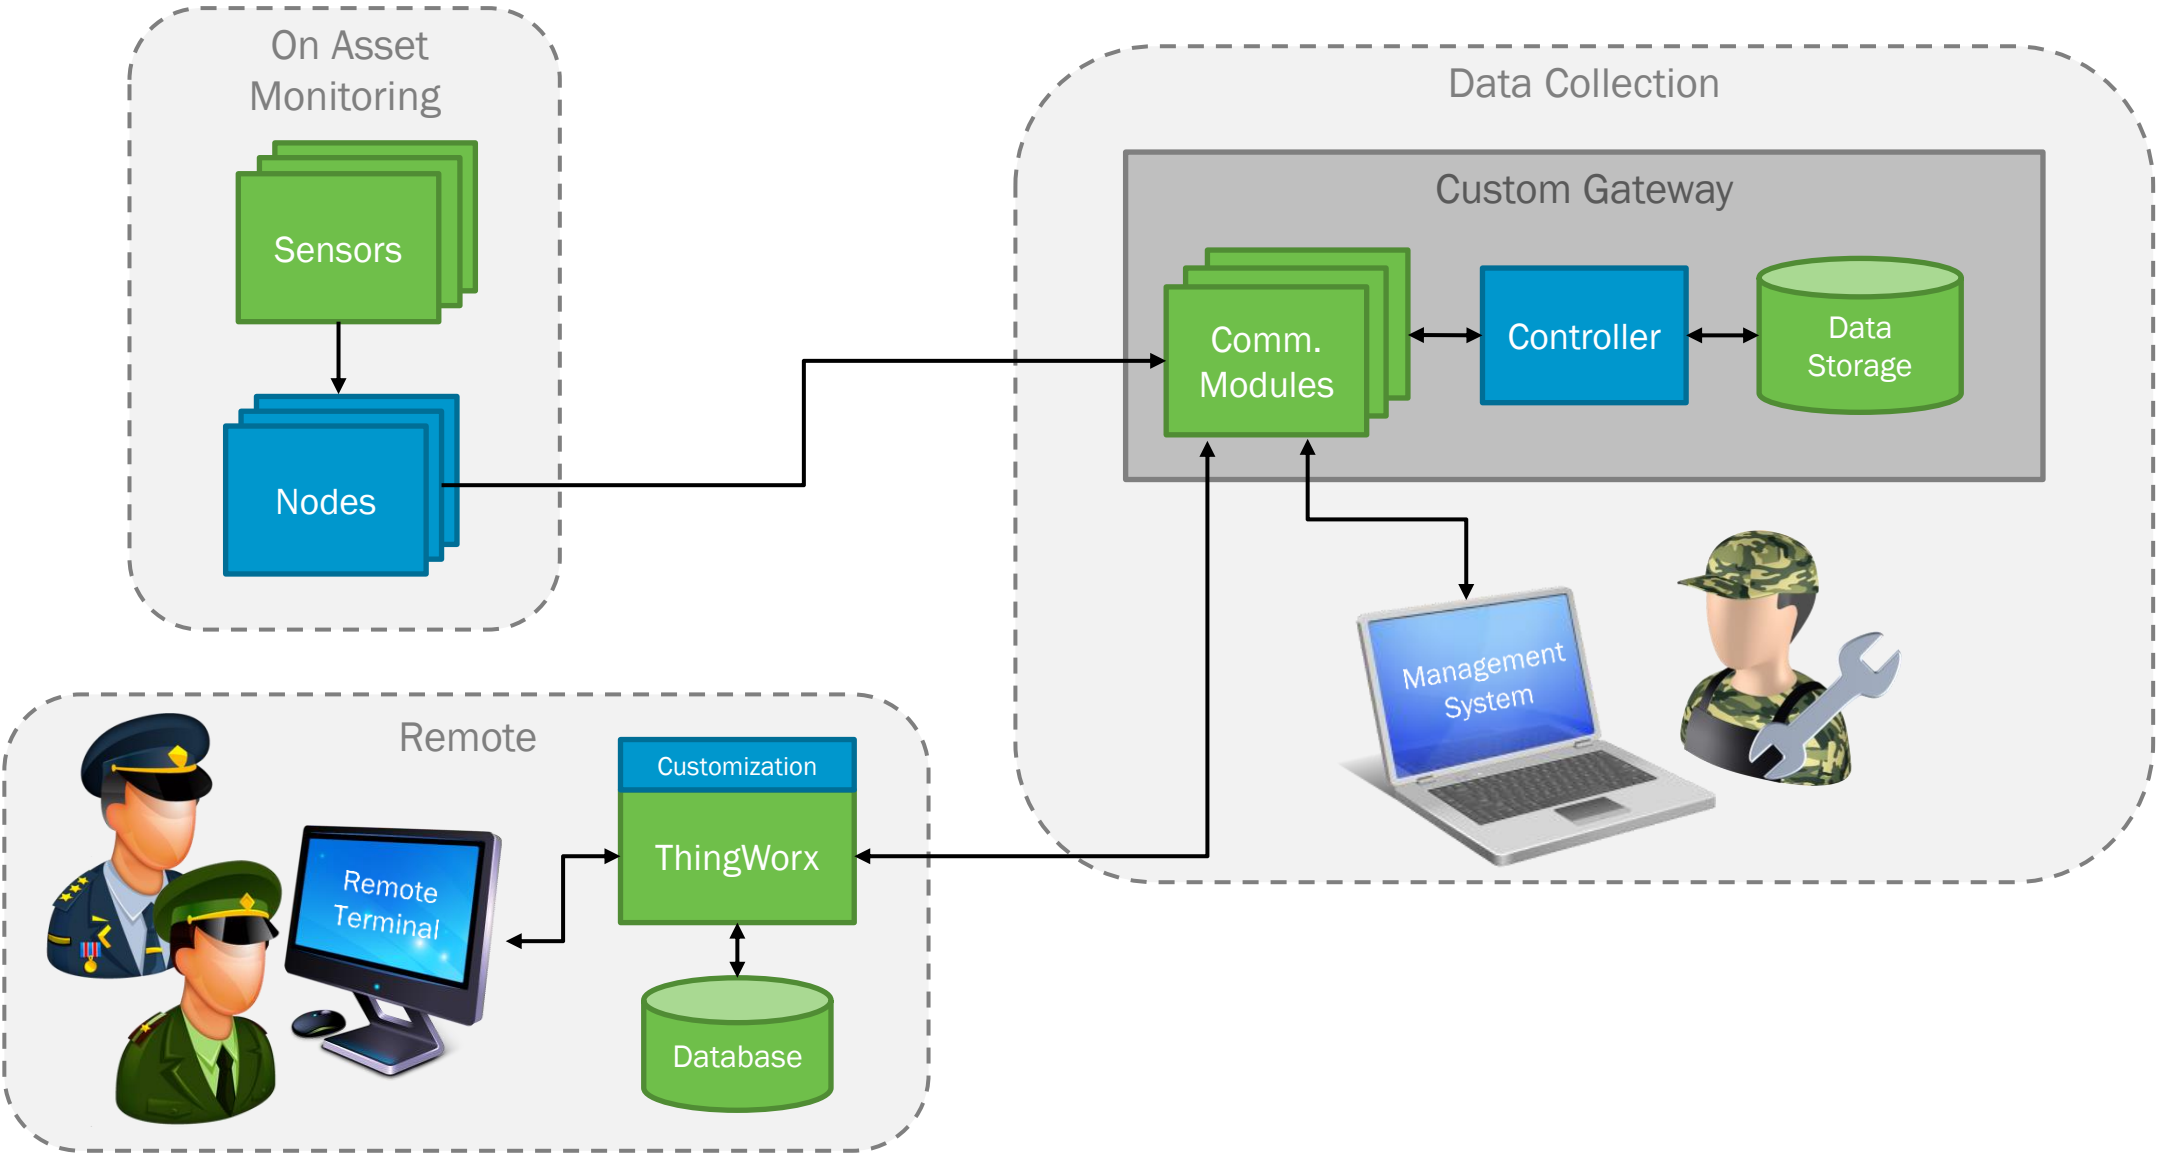 On Asset
Monitoring
Sensors
Nodes
Data Collection
Custom Gateway
Comm.
Modules
Controller
Data
Storage
Management
System
Remote
Customization
ThingWorx
Remote
Terminal
Database